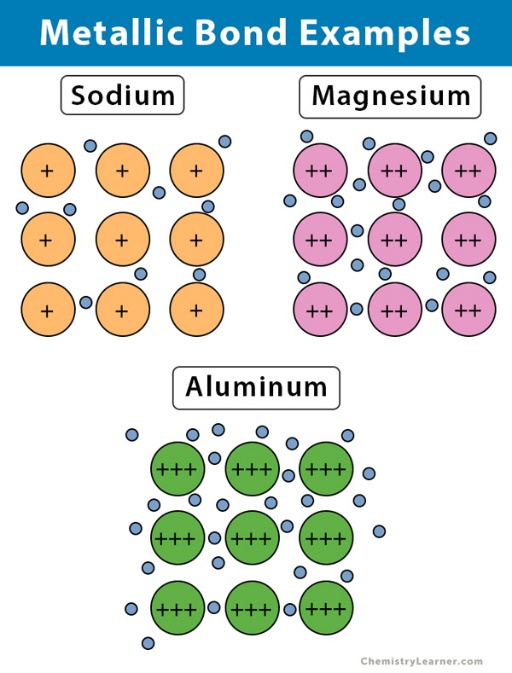 Metallic Bond Examples
Sodium
Magnesium
+ + +
+ + +
+ + +
++ ++ ++
++ ++ ++
++ ++ ++
Aluminum
+++ +++ +++
+++ +++ +++
+++ +++ +++
ChemistryLearner.com